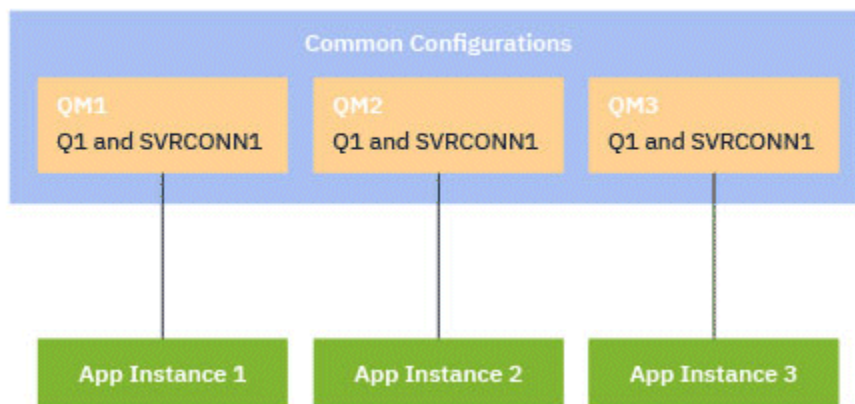 Common Configurations
QM1
Q1 and SVRCONN1
QM2
Q1 and SVRCONN1
QM3
Q1 and SVRCONN1
App Instance 1
App Instance 2
App Instance 3